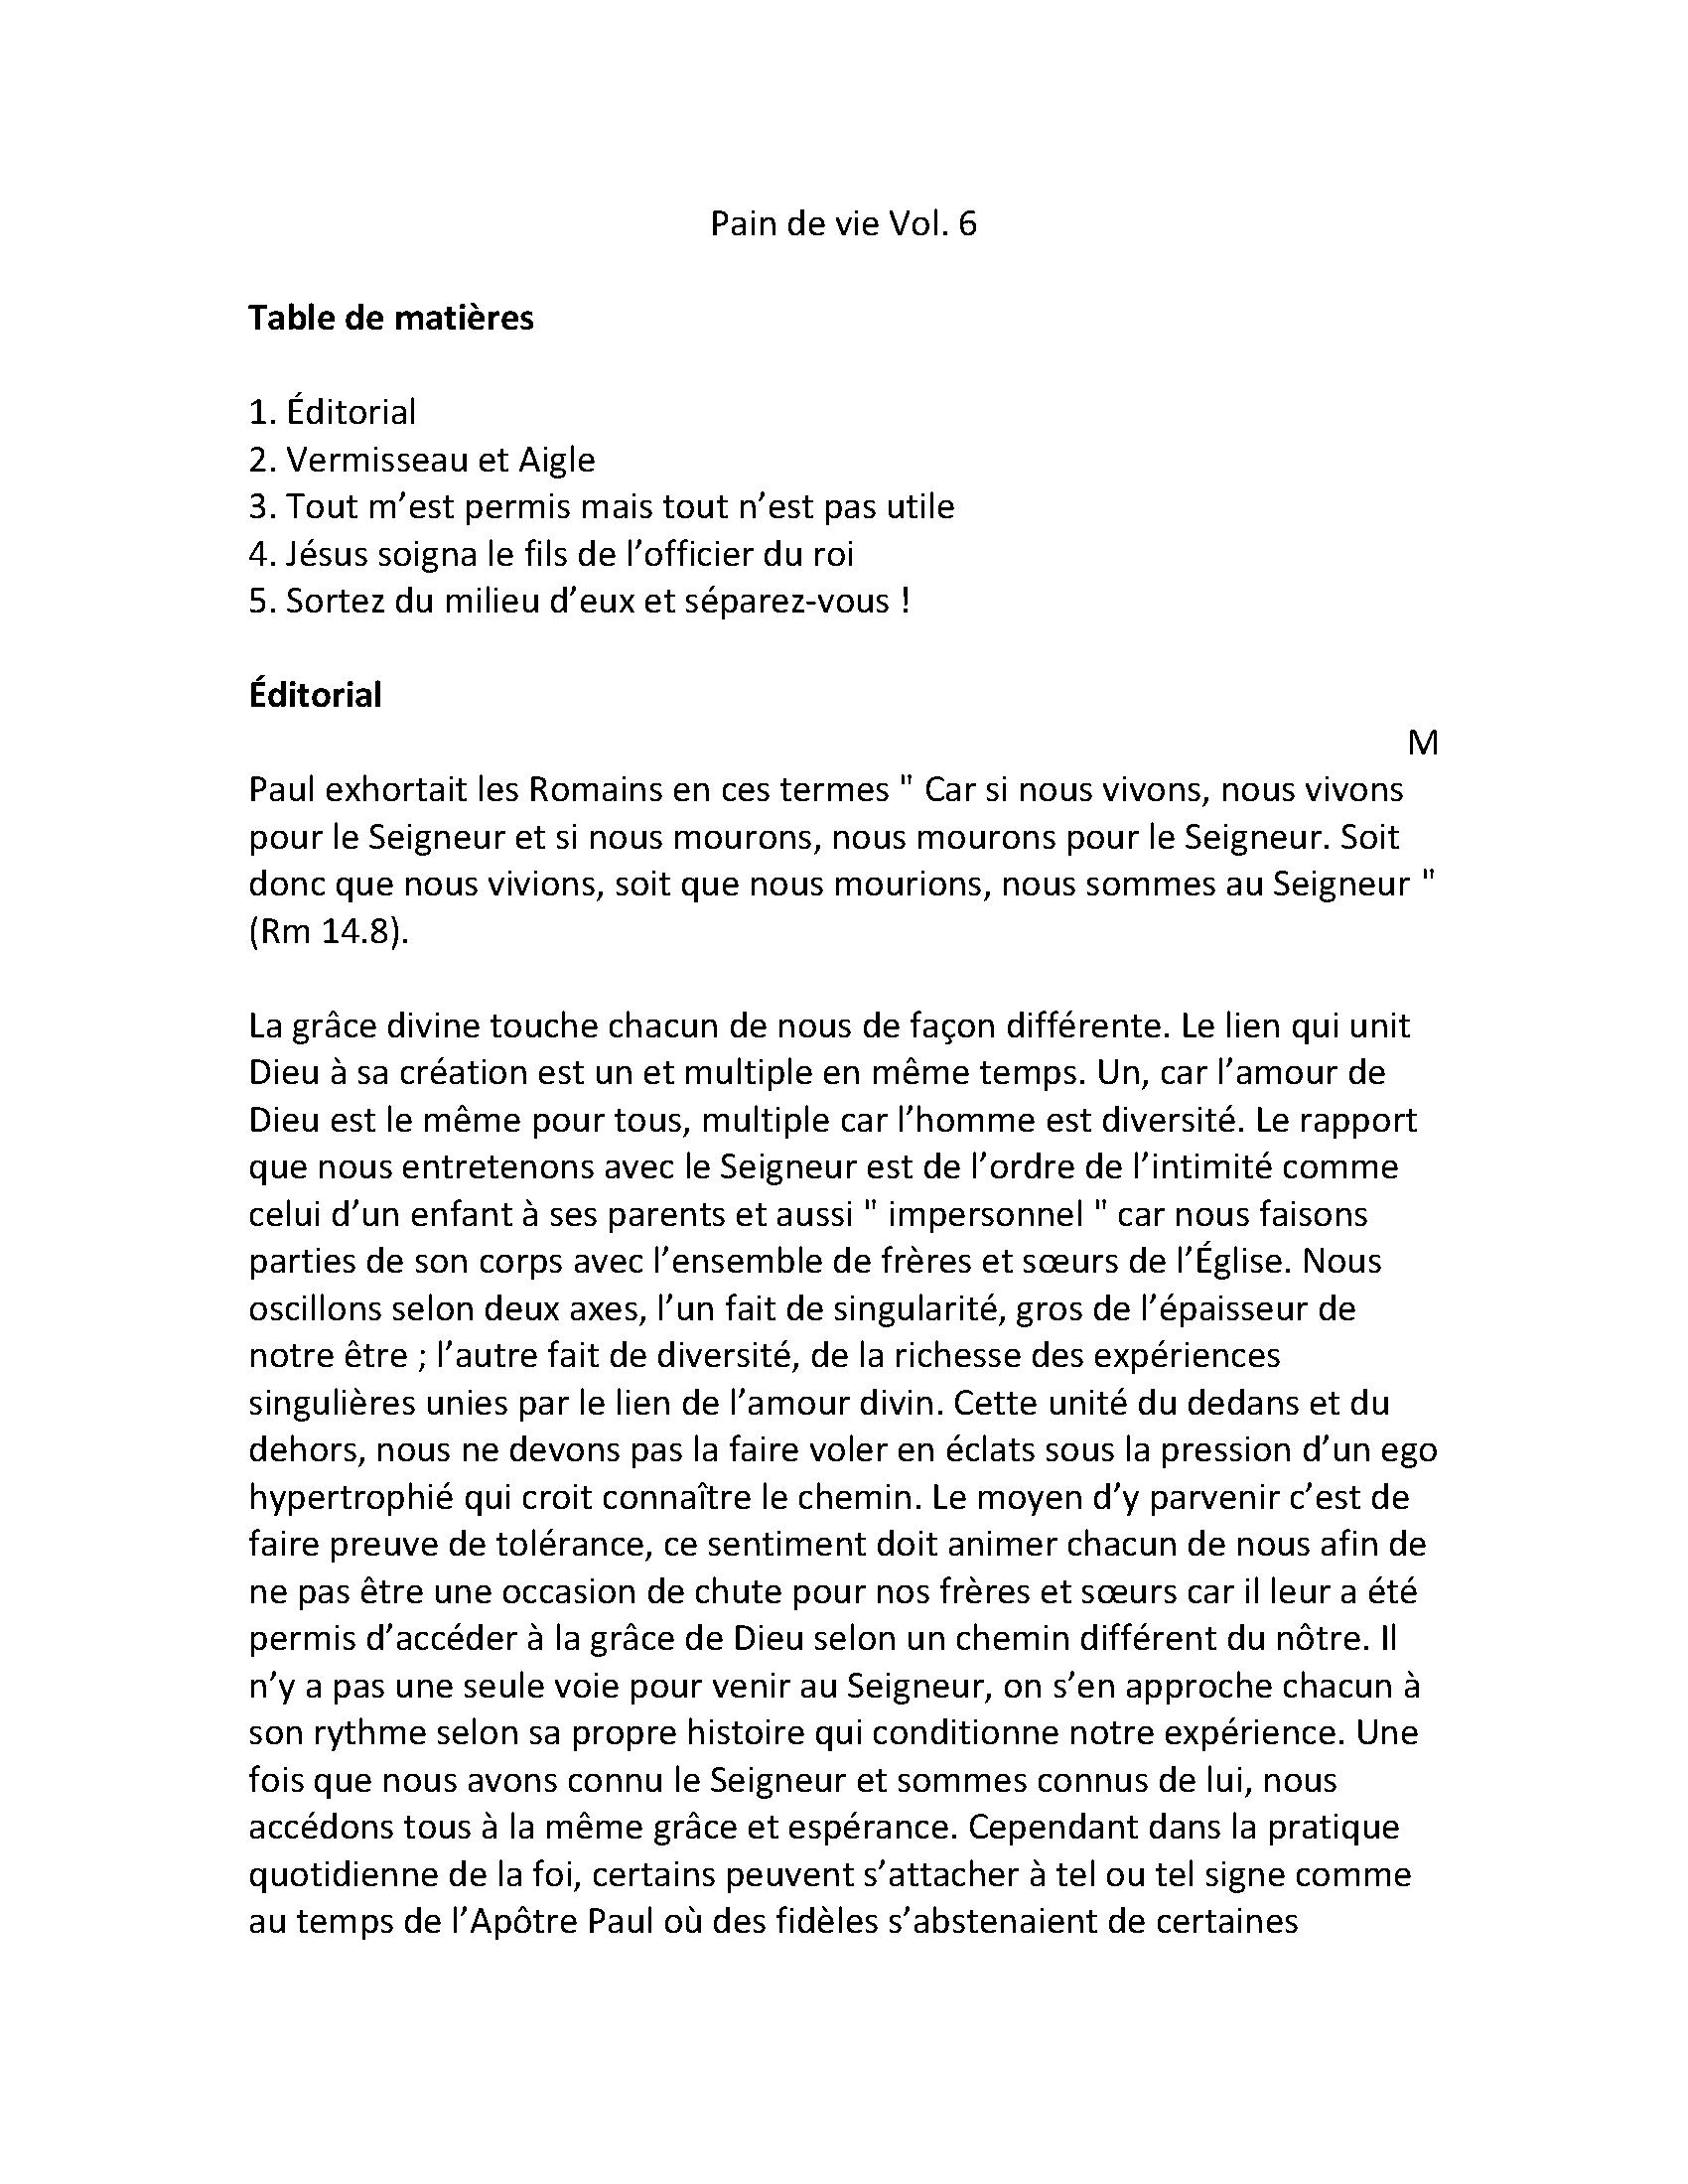 Pain de vie Vol. 6
Table de matières
1. Éditorial
2. Vermisseau et Aigle
3. Tout m’est permis mais tout n’est pas utile
4. Jésus soigna le fils de l’officier du roi
5. Sortez du milieu d’eux et séparez-vous !
Éditorial
M
Paul exhortait les Romains en ces termes " Car si nous vivons, nous vivons
pour le Seigneur et si nous mourons, nous mourons pour le Seigneur. Soit
donc que nous vivions, soit que nous mourions, nous sommes au Seigneur "
(Rm 14.8).
La grâce divine touche chacun de nous de façon différente. Le lien qui unit
Dieu à sa création est un et multiple en même temps. Un, car l’amour de
Dieu est le même pour tous, multiple car l’homme est diversité. Le rapport
que nous entretenons avec le Seigneur est de l’ordre de l’intimité comme
celui d’un enfant à ses parents et aussi " impersonnel " car nous faisons
parties de son corps avec l’ensemble de frères et sœurs de l’Église. Nous
oscillons selon deux axes, l’un fait de singularité, gros de l’épaisseur de
notre être ; l’autre fait de diversité, de la richesse des expériences
singulières unies par le lien de l’amour divin. Cette unité du dedans et du
dehors, nous ne devons pas la faire voler en éclats sous la pression d’un ego
hypertrophié qui croit connaître le chemin. Le moyen d’y parvenir c’est de
faire preuve de tolérance, ce sentiment doit animer chacun de nous afin de
ne pas être une occasion de chute pour nos frères et sœurs car il leur a été
permis d’accéder à la grâce de Dieu selon un chemin différent du nôtre. Il
n’y a pas une seule voie pour venir au Seigneur, on s’en approche chacun à
son rythme selon sa propre histoire qui conditionne notre expérience. Une
fois que nous avons connu le Seigneur et sommes connus de lui, nous
accédons tous à la même grâce et espérance. Cependant dans la pratique
quotidienne de la foi, certains peuvent s’attacher à tel ou tel signe comme
au temps de l’Apôtre Paul où des fidèles s’abstenaient de certaines